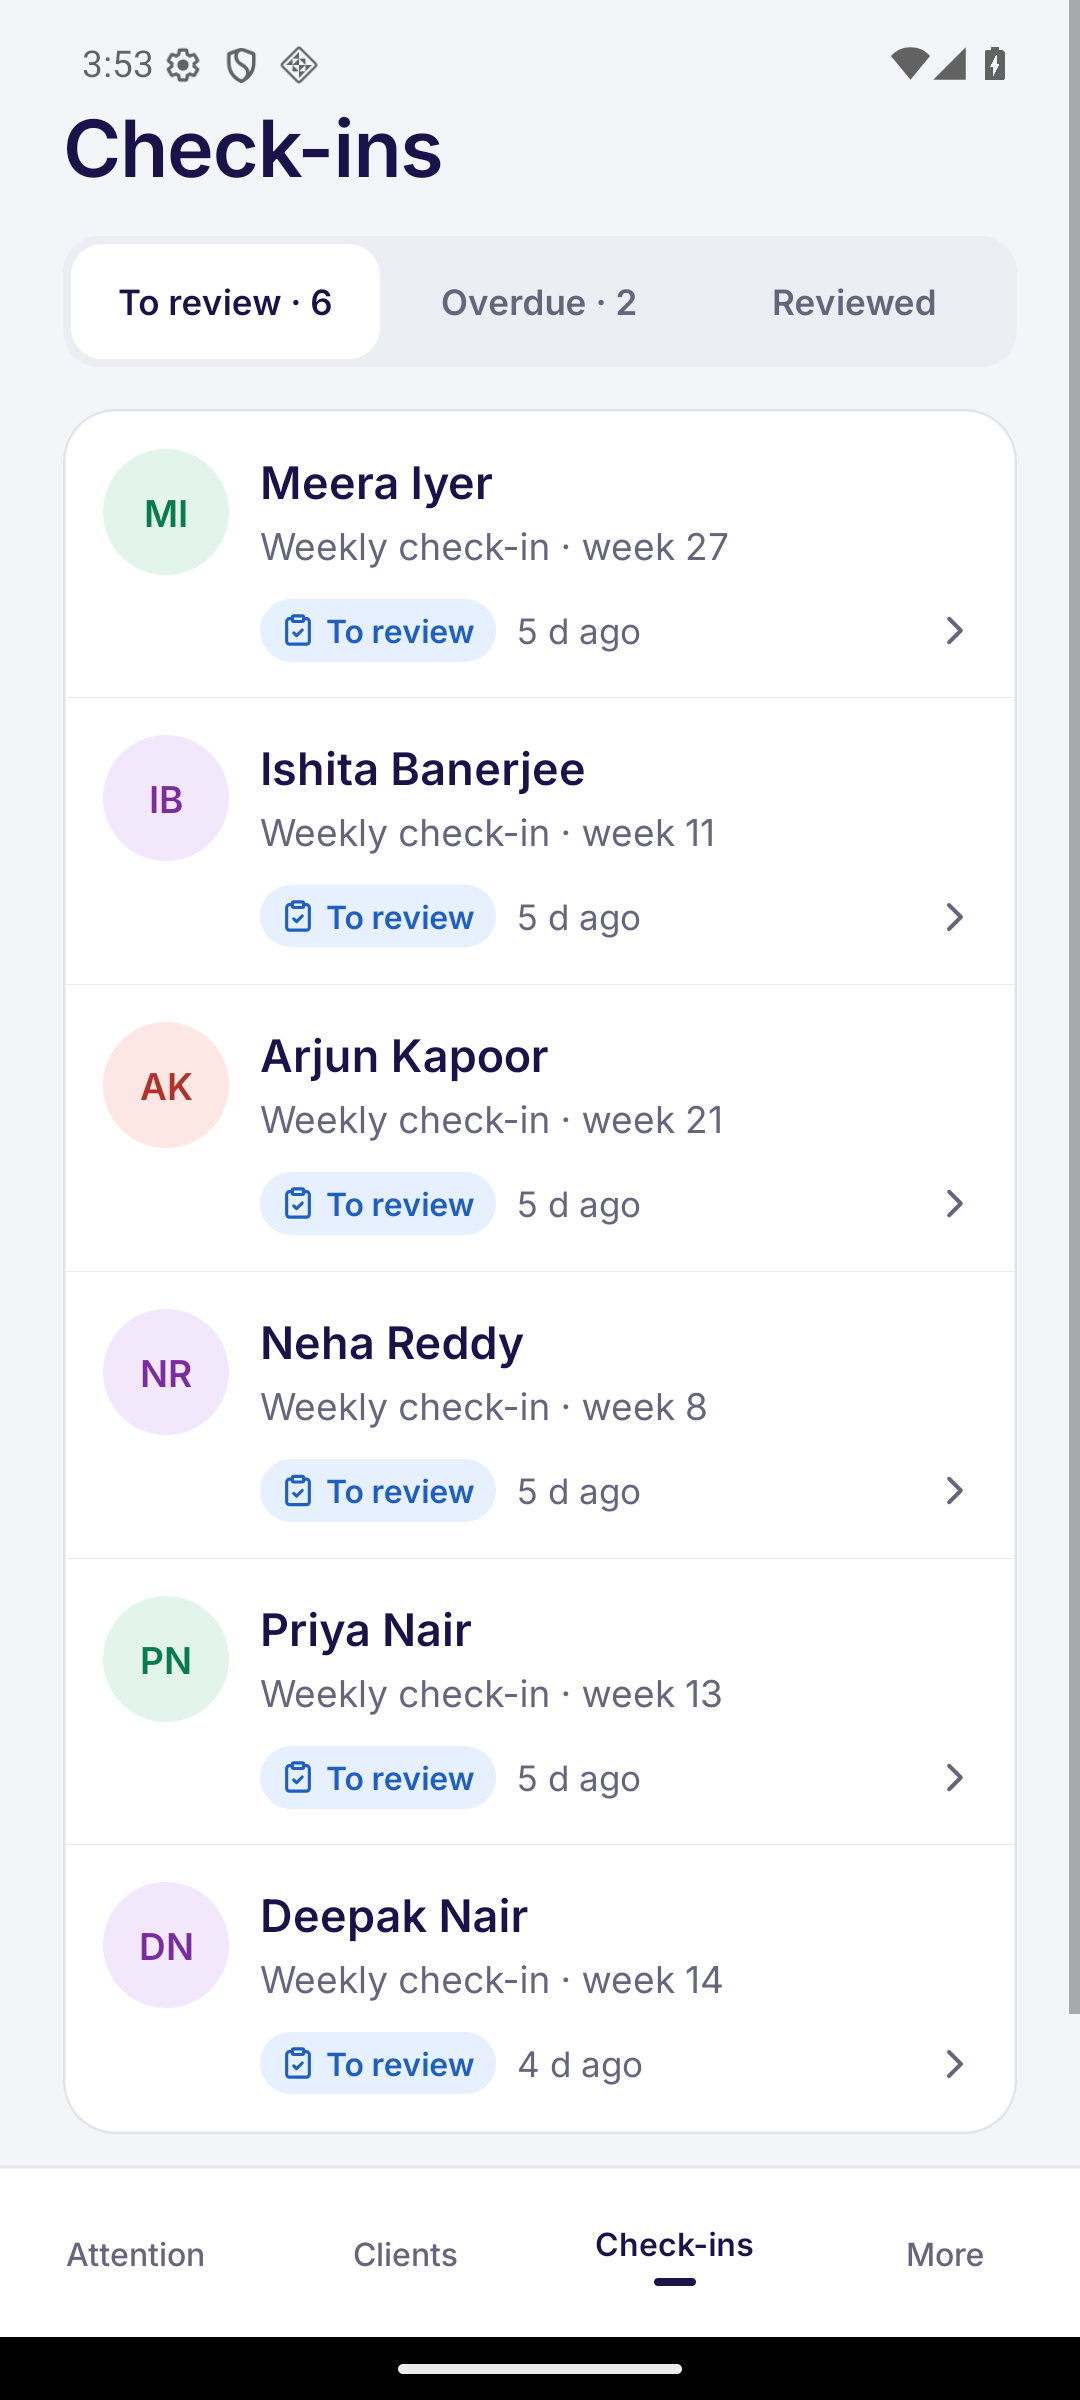 3:53
Check-ins
To review · 6
Overdue · 2
Reviewed
MI
Meera Iyer
Weekly check-in · week 27
To review
5 d ago
IB
Ishita Banerjee
Weekly check-in · week 11
To review
5 d ago
AK
Arjun Kapoor
Weekly check-in · week 21
To review
5 d ago
NR
Neha Reddy
Weekly check-in · week 8
To review
5 d ago
PN
Priya Nair
Weekly check-in · week 13
To review
5 d ago
DN
Deepak Nair
Weekly check-in · week 14
To review
4 d ago
Attention
Clients
Check-ins
More